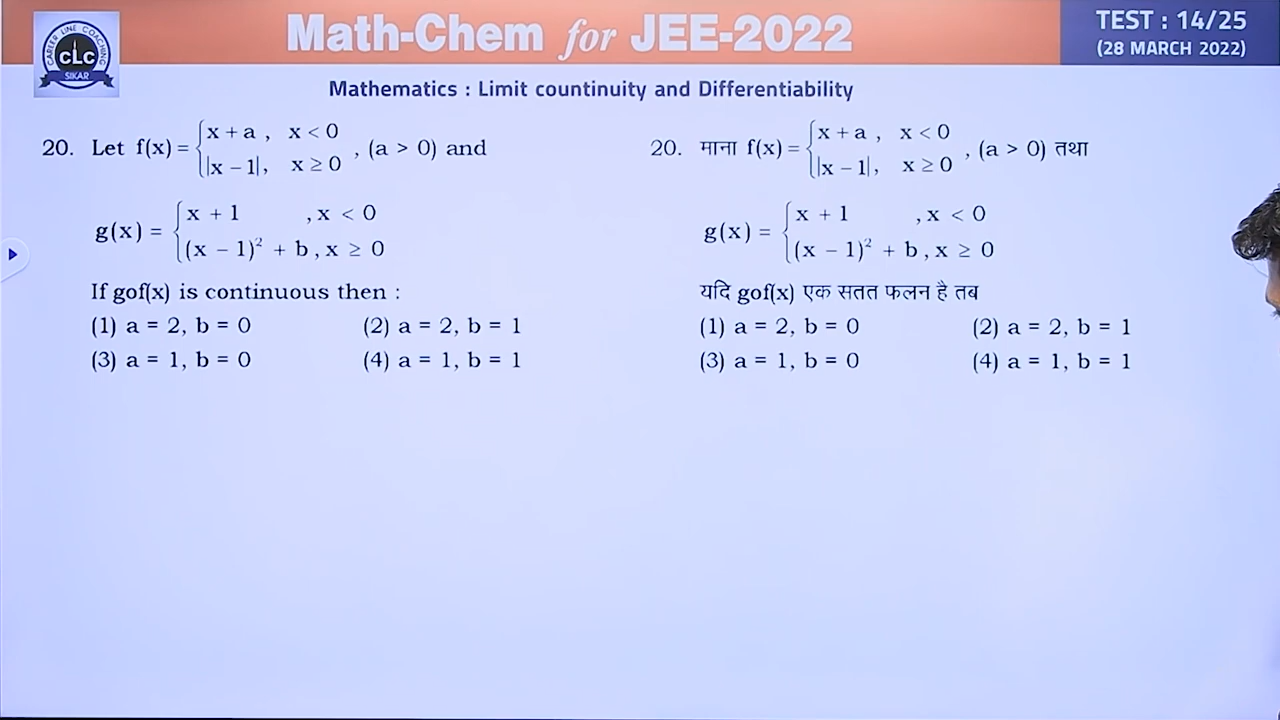 CAREER LINE COACHING
CLC
SIKAR
Math-Chem for JEE-2022
TEST : 14/25
(28 MARCH 2022)
Mathematics : Limit countinuity and Differentiability
20. Let f(x) = {x + a , x < 0
|x – 1|, x ≥ 0 , (a > 0) and
g(x) = {x + 1 , x < 0
(x – 1)² + b , x ≥ 0
If gof(x) is continuous then :
(1) a = 2, b = 0 (2) a = 2, b = 1
(3) a = 1, b = 0 (4) a = 1, b = 1
20. माना f(x) = {x + a , x < 0
|x – 1|, x ≥ 0 , (a > 0) तथा
g(x) = {x + 1 , x < 0
(x – 1)² + b , x ≥ 0
यदि gof(x) एक सतत फलन है तब
(1) a = 2, b = 0 (2) a = 2, b = 1
(3) a = 1, b = 0 (4) a = 1, b = 1